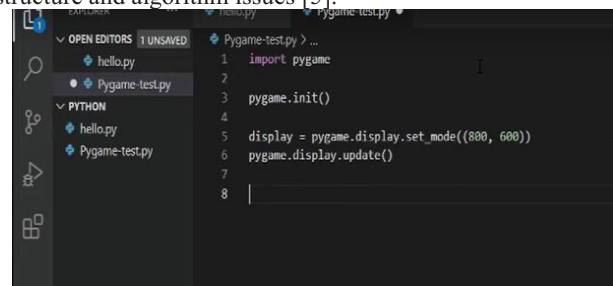 structure and algorithm issues [5].
EXPLORER
hello.py
Pygame-test.py
OPEN EDITORS 1 UNSAVED
hello.py
Pygame-test.py
PYTHON
hello.py
Pygame-test.py
Pygame-test.py > ...
1 import pygame
2
3 pygame.init()
4
5 display = pygame.display.set_mode((800, 600))
6 pygame.display.update()
7
8